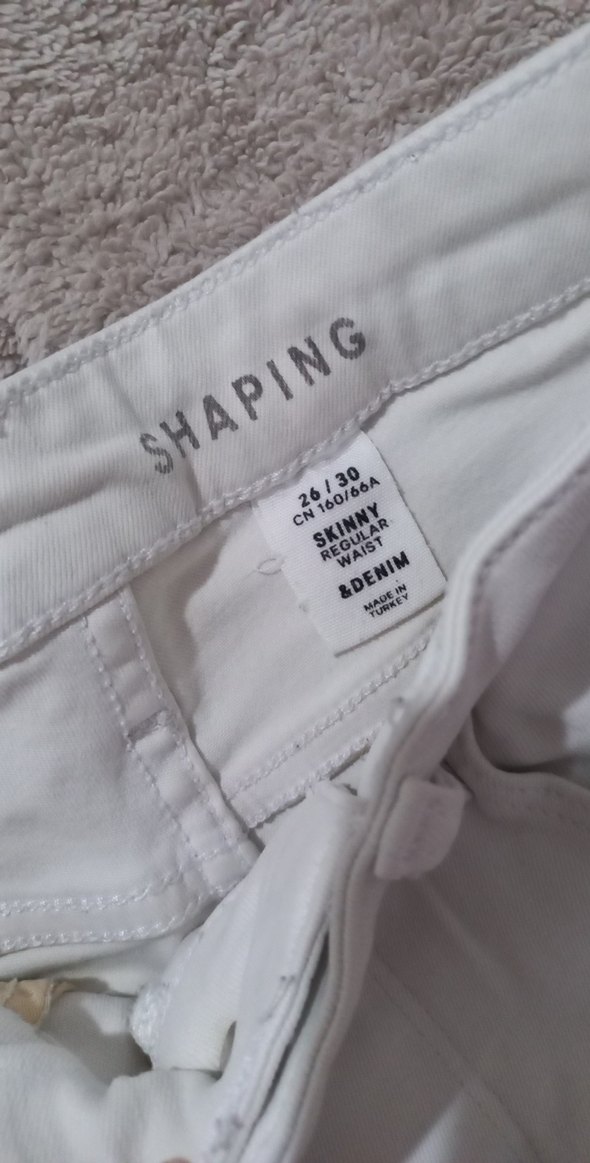 SHAPING
26/30
CN 160/66A
SKINNY
REGULAR
WAIST
&DENIM
MADE IN
TURKEY